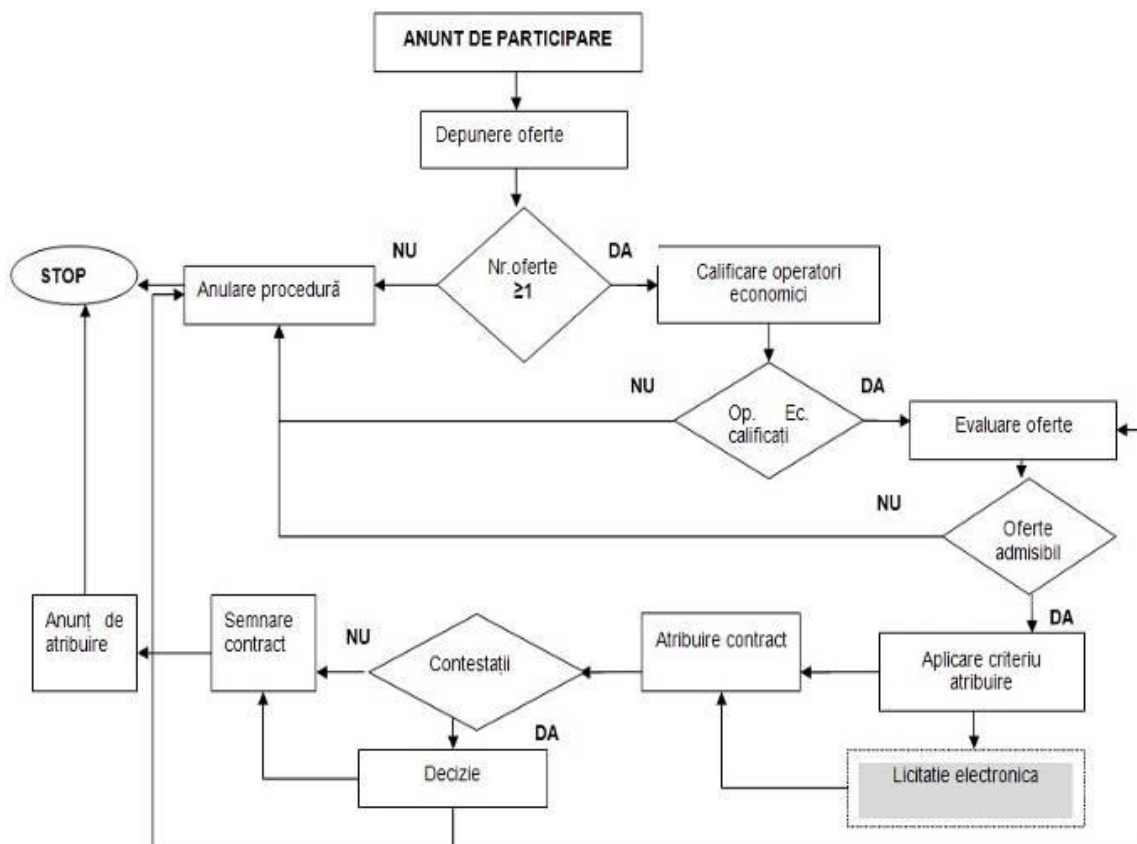 ANUNT DE PARTICIPARE
Depunere oferte
NU
DA
Nr.oferte
≥1
STOP
Anulare procedură
Calificare operatori
economici
NU
DA
Op. Ec.
calificați
Evaluare oferte
NU
Oferte
admisibil
DA
Anunț de
atribuire
Semnare
contract
NU
Contestații
Atribuire contract
Aplicare criteriu
atribuire
DA
Decizie
Licitatie electronica